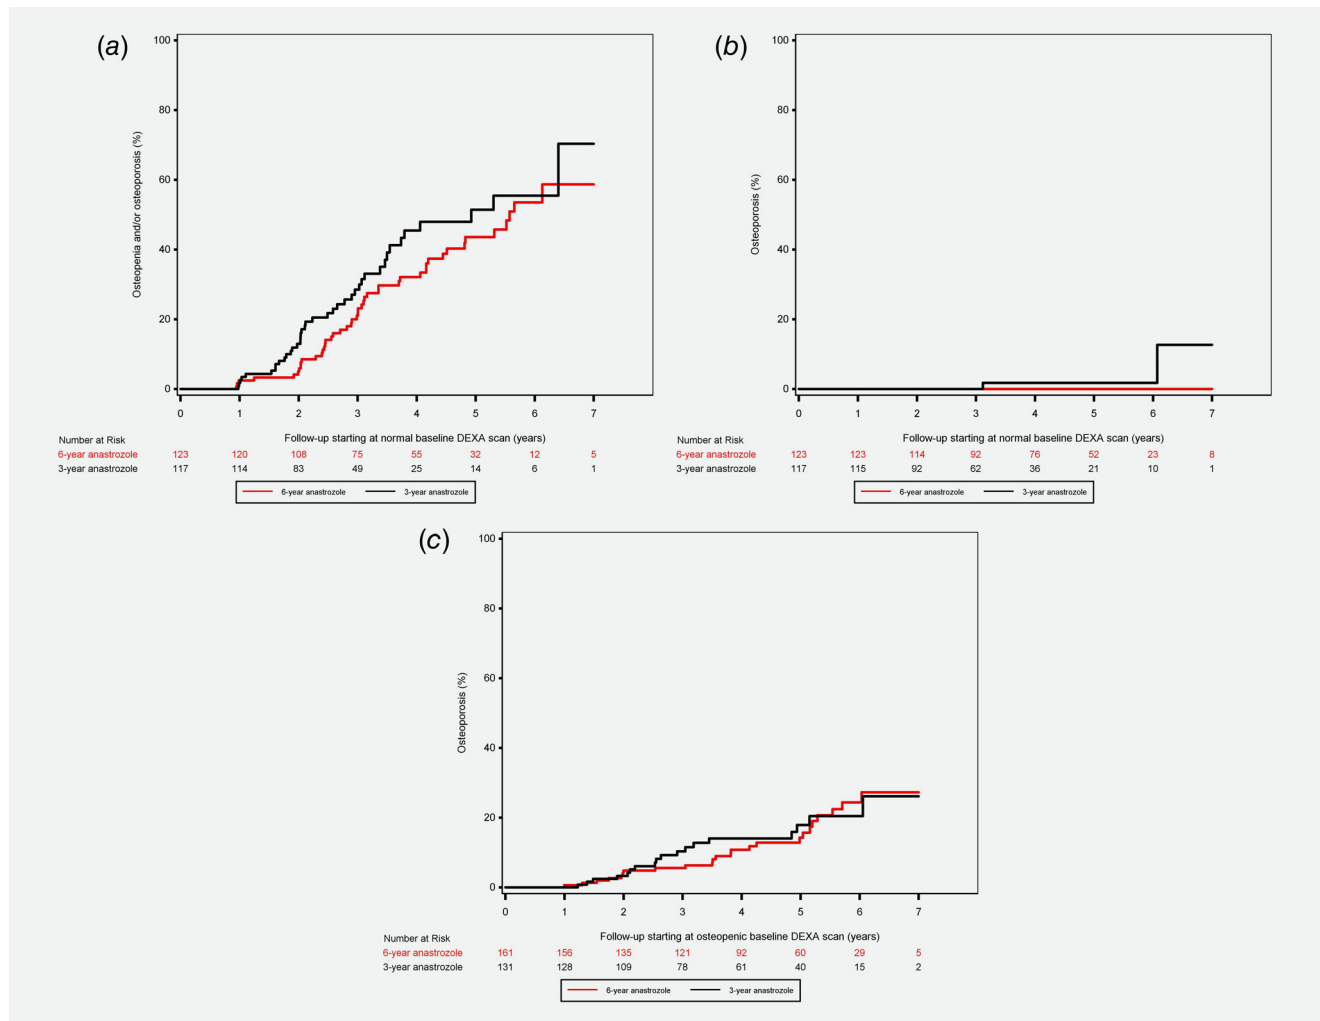 (a)
Osteopenia and/or osteoporosis (%)
100
80
60
40
20
0
0 1 2 3 4 5 6 7
Number at Risk
Follow-up starting at normal baseline DEXA scan (years)
6-year anastrozole 123 120 108 75 55 32 12 5
3-year anastrozole 117 114 83 49 25 14 6 1
6-year anastrozole 3-year anastrozole
(b)
Osteoporosis (%)
100
80
60
40
20
0
0 1 2 3 4 5 6 7
Number at Risk
Follow-up starting at normal baseline DEXA scan (years)
6-year anastrozole 123 123 114 92 76 52 23 8
3-year anastrozole 117 115 92 62 36 21 10 1
6-year anastrozole 3-year anastrozole
(c)
Osteoporosis (%)
100
80
60
40
20
0
0 1 2 3 4 5 6 7
Number at Risk
Follow-up starting at osteopenic baseline DEXA scan (years)
6-year anastrozole 161 156 135 121 92 60 29 5
3-year anastrozole 131 128 109 78 61 40 15 2
6-year anastrozole 3-year anastrozole